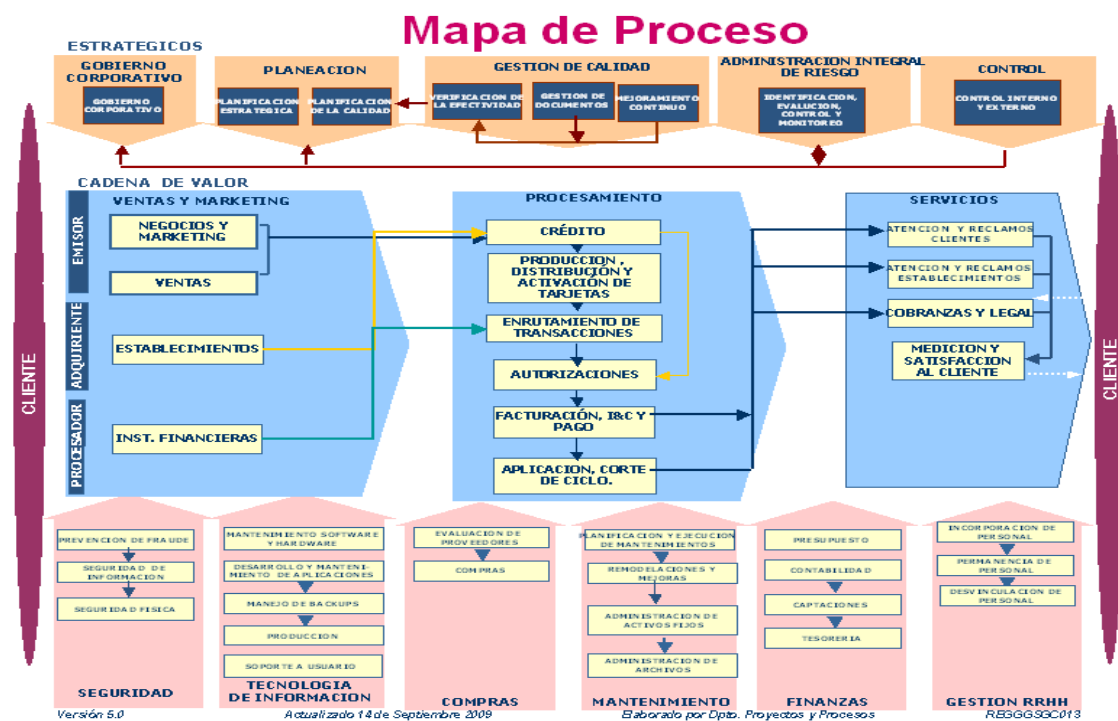 Mapa de Proceso
ESTRATEGICOS
GOBIERNO
CORPORATIVO
GOBIERNO
CORPORATIVO
PLANEACION
PLANIFICACION
ESTRATEGICA
PLANIFICACION
DE LA CALIDAD
GESTION DE CALIDAD
VERIFICACION DE
LA EFECTIVIDAD
GESTION DE
DOCUMENTOS
MEJORAMIENTO
CONTINUO
ADMINISTRACION INTEGRAL
DE RIESGO
IDENTIFICACION,
EVALUCION,
CONTROL Y
MONITOREO
CONTROL
CONTROL INTERNO
Y EXTERNO
CLIENTE
CADENA DE VALOR
EMISOR
ADQUIRIENTE
PROCESADOR
VENTAS Y MARKETING
NEGOCIOS Y
MARKETING
VENTAS
ESTABLECIMIENTOS
INST. FINANCIERAS
PROCESAMIENTO
CRÉDITO
PRODUCCION,
DISTRIBUCIÓN Y
ACTIVACIÓN DE
TARJETAS
ENRUTAMIENTO DE
TRANSACCIONES
AUTORIZACIONES
FACTURACIÓN, I&C Y
PAGO
APLICACION, CORTE
DE CICLO.
SERVICIOS
ATENCION Y RECLAMOS
CLIENTES
ATENCION Y RECLAMOS
ESTABLECIMIENTOS
COBRANZAS Y LEGAL
MEDICION Y
SATISFACCION
AL CLIENTE
CLIENTE
PREVENCION DE FRAUDE
SEGURIDAD DE
INFORMACION
SEGURIDAD FISICA
SEGURIDAD
MANTENIMIENTO SOFTWARE
Y HARDWARE
DESARROLLO Y MANTENI-
MIENTO DE APLICACIONES
MANEJO DE BACKUPS
PRODUCCION
SOPORTE A USUARIO
TECNOLOGIA
DE INFORMACION
EVALUACION DE
PROVEEDORES
COMPRAS
COMPRAS
PLANIFICACION Y EJECUCION
DE MANTENIMIENTOS
REMODELACIONES Y
MEJORAS
ADMINISTRACION DE
ACTIVOS FIJOS
ADMINISTRACION DE
ARCHIVOS
MANTENIMIENTO
PRESUPUESTO
CONTABILIDAD
CAPTACIONES
TESORERIA
FINANZAS
INCORPORACION DE
PERSONAL
PERMANENCIA DE
PERSONAL
DESVINCULACION DE
PERSONAL
GESTION RRHH
Versión 5.0
Actualizado 14 de Septiembre 2009
Elaborado por Dpto. Proyectos y Procesos